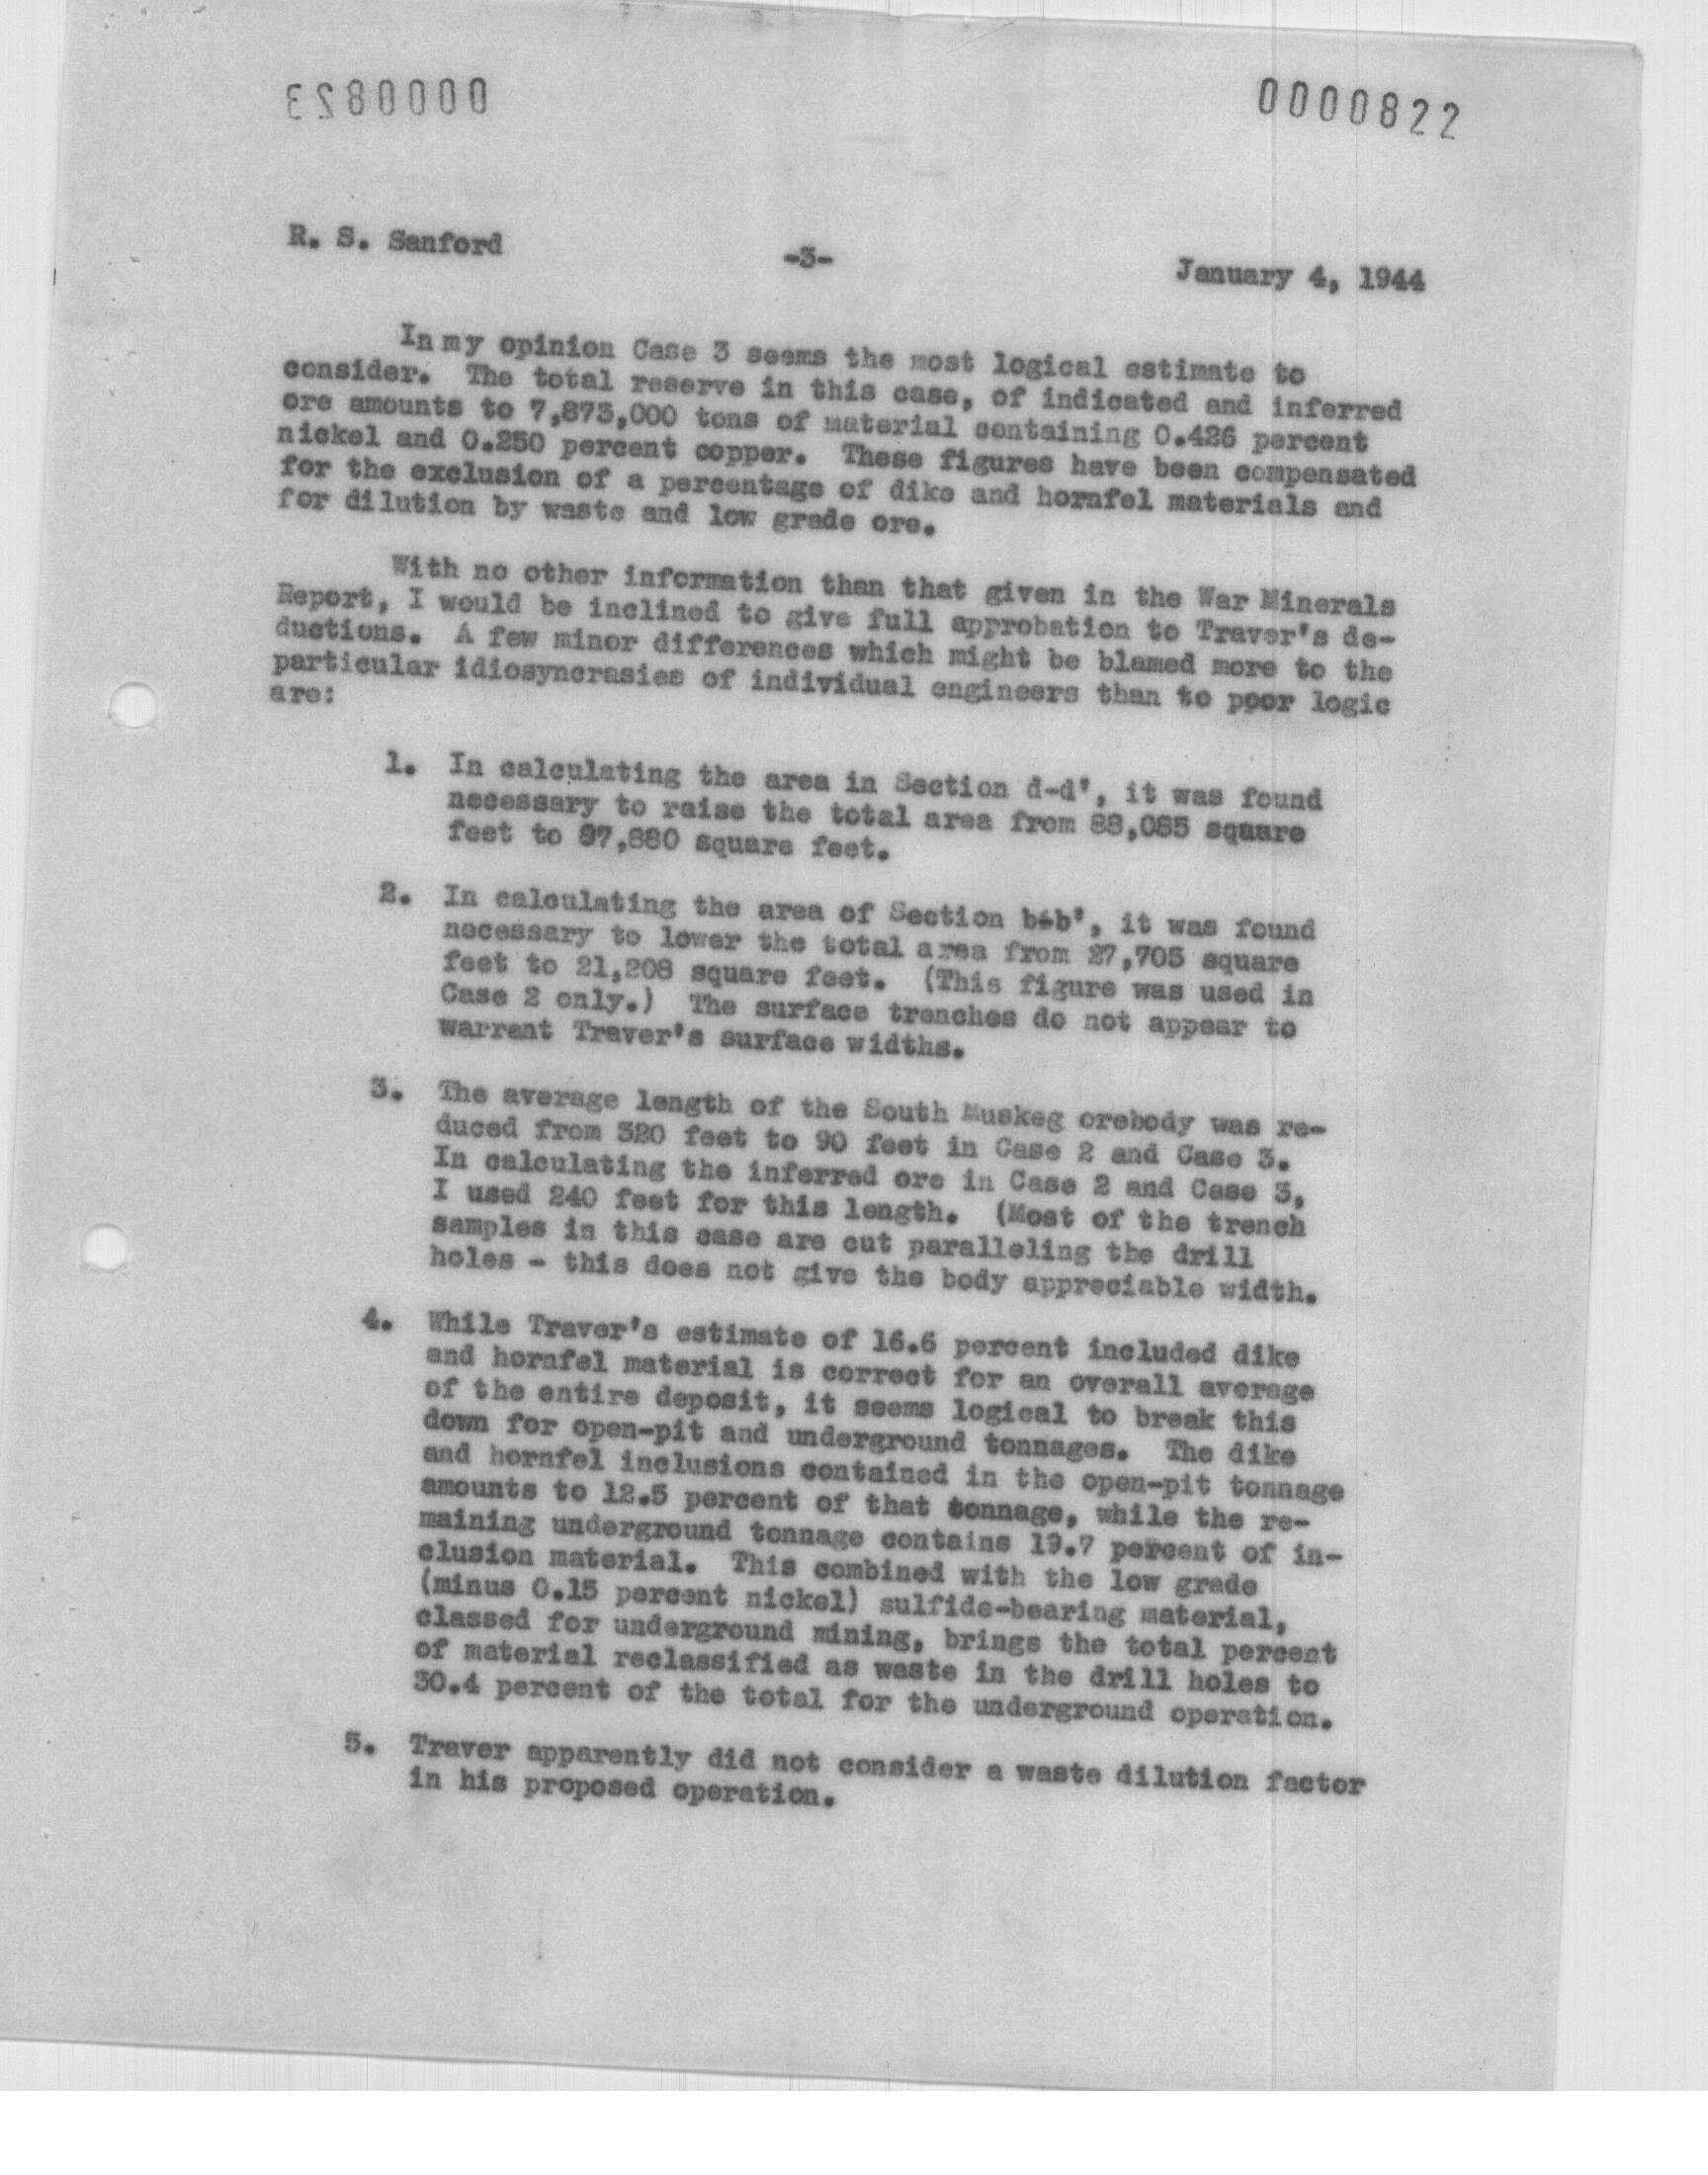 0000823
0000822
R. S. Sanford
-3-
January 4, 1944
In my opinion Case 3 seems the most logical estimate to
consider. The total reserve in this case, of indicated and inferred
ore amounts to 7,873,000 tons of material containing 0.426 percent
nickel and 0.250 percent copper. These figures have been compensated
for the exclusion of a percentage of dike and hornfel materials and
for dilution by waste and low grade ore.
With no other information than that given in the War Minerals
Report, I would be inclined to give full approbation to Traver's de-
ductions. A few minor differences which might be blamed more to the
particular idiosyncrasies of individual engineers than to poor logic
are:
1. In calculating the area in Section d-d', it was found
necessary to raise the total area from 88,085 square
feet to 97,880 square feet.
2. In calculating the area of Section b-b', it was found
necessary to lower the total area from 27,705 square
feet to 21,208 square feet. (This figure was used in
Case 2 only.) The surface trenches do not appear to
warrant Traver's surface widths.
3. The average length of the South Muskeg orebody was re-
duced from 320 feet to 90 feet in Case 2 and Case 3.
In calculating the inferred ore in Case 2 and Case 3,
I used 240 feet for this length. (Most of the trench
samples in this case are cut paralleling the drill
holes - this does not give the body appreciable width.
4. While Traver's estimate of 16.6 percent included dike
and hornfel material is correct for an overall average
of the entire deposit, it seems logical to break this
down for open-pit and underground tonnages. The dike
and hornfel inclusions contained in the open-pit tonnage
amounts to 12.5 percent of that tonnage, while the re-
maining underground tonnage contains 19.7 percent of in-
clusion material. This combined with the low grade
(minus 0.15 percent nickel) sulfide-bearing material,
classed for underground mining, brings the total percent
of material reclassified as waste in the drill holes to
30.4 percent of the total for the underground operation.
5. Traver apparently did not consider a waste dilution factor
in his proposed operation.